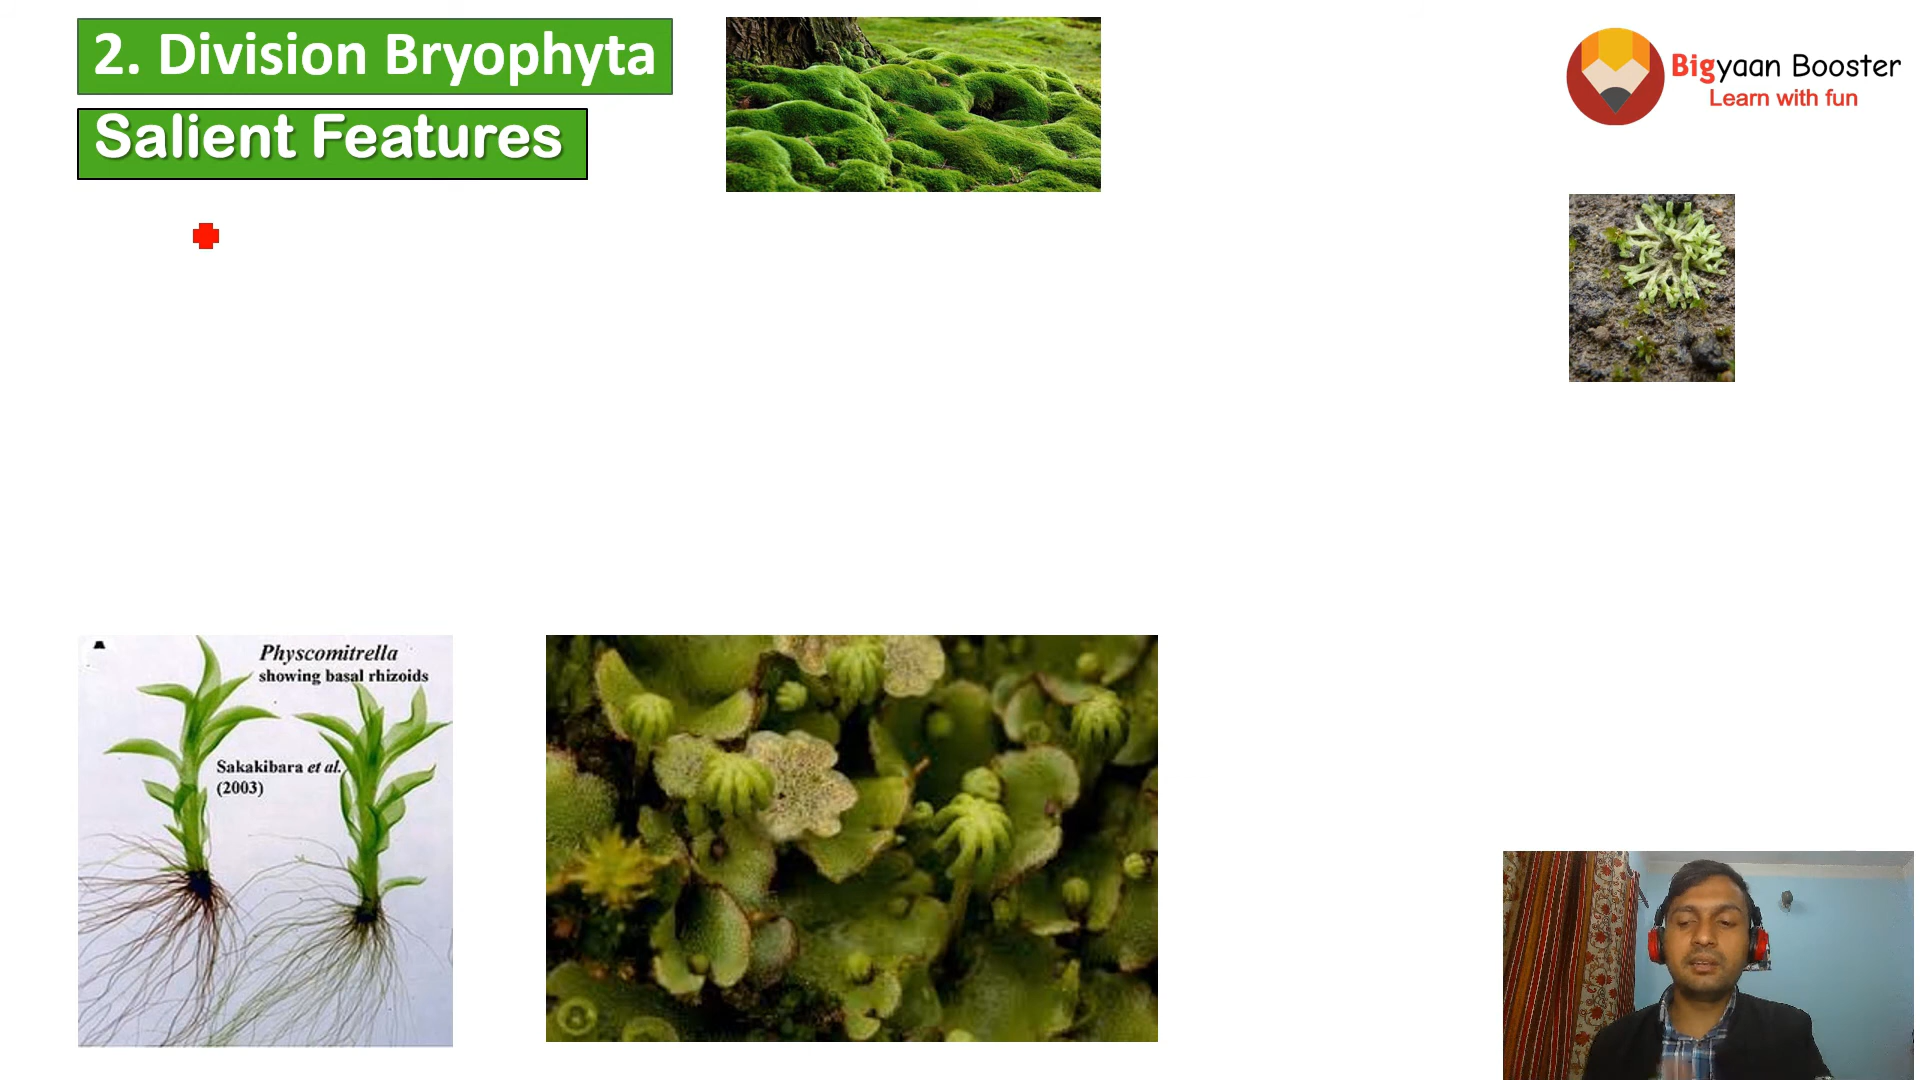 2. Division Bryophyta
Salient Features
Bigyaan Booster
Learn with fun
A
Physcomitrella
showing basal rhizoids
Sakakibara et al.
(2003)